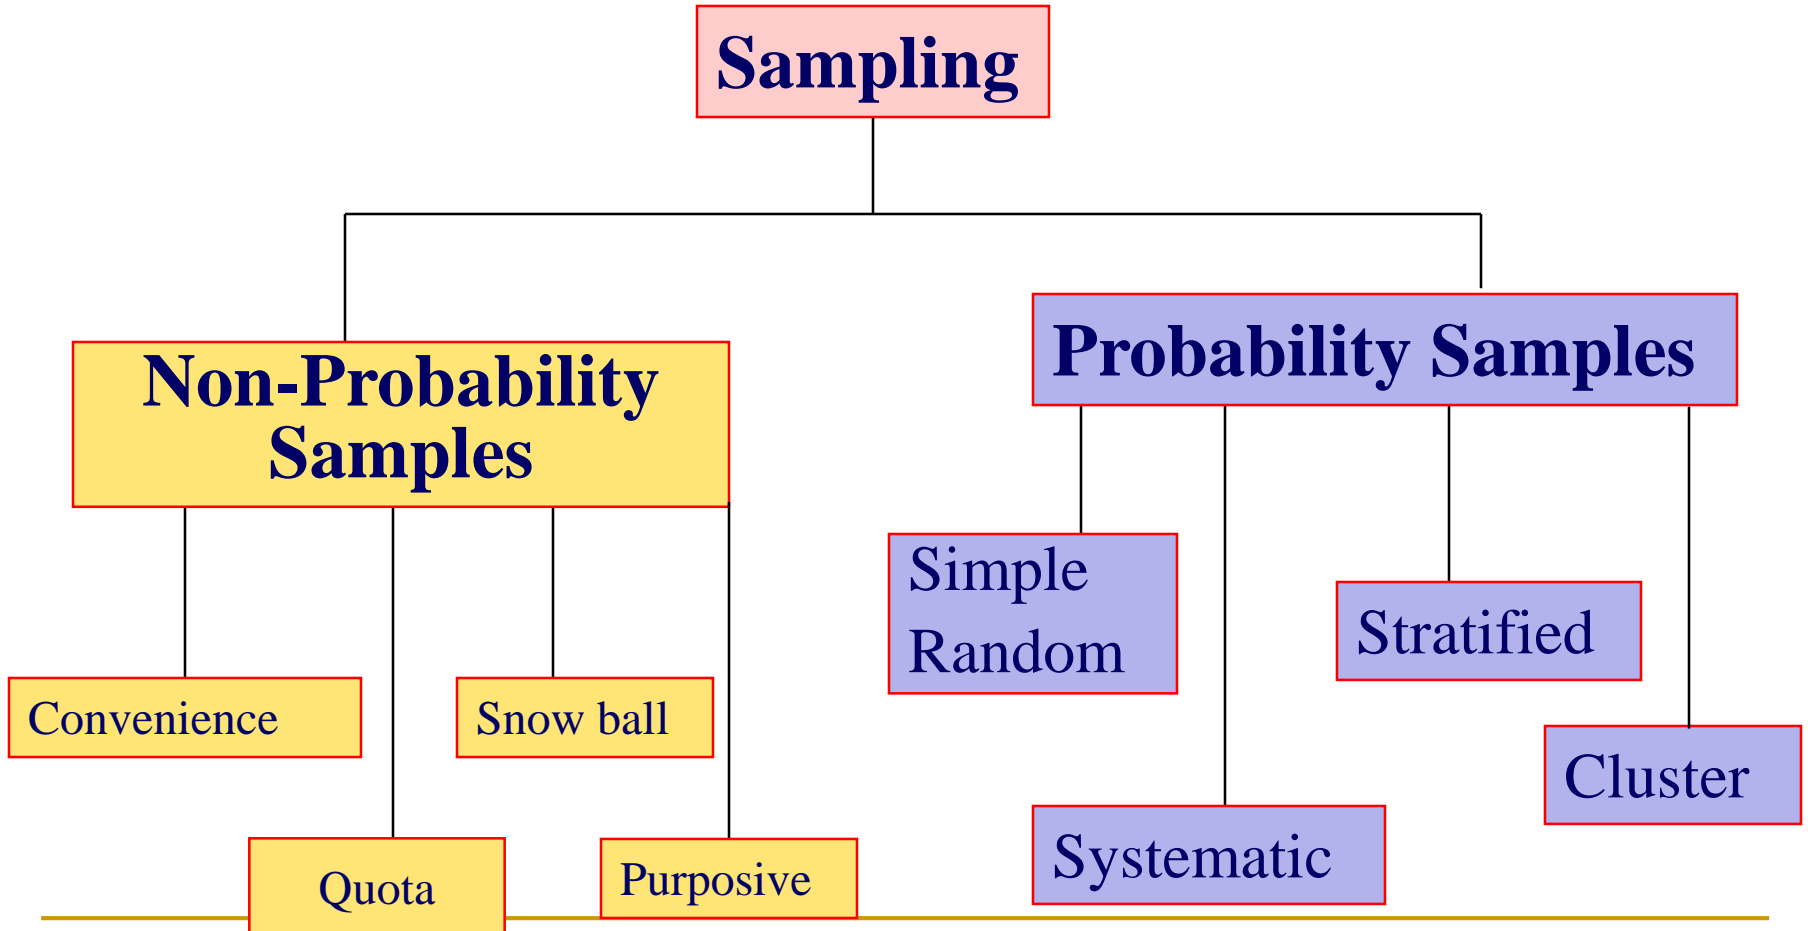 Sampling
Non-Probability
Samples
Probability Samples
Convenience
Quota
Snow ball
Purposive
Simple
Random
Systematic
Stratified
Cluster